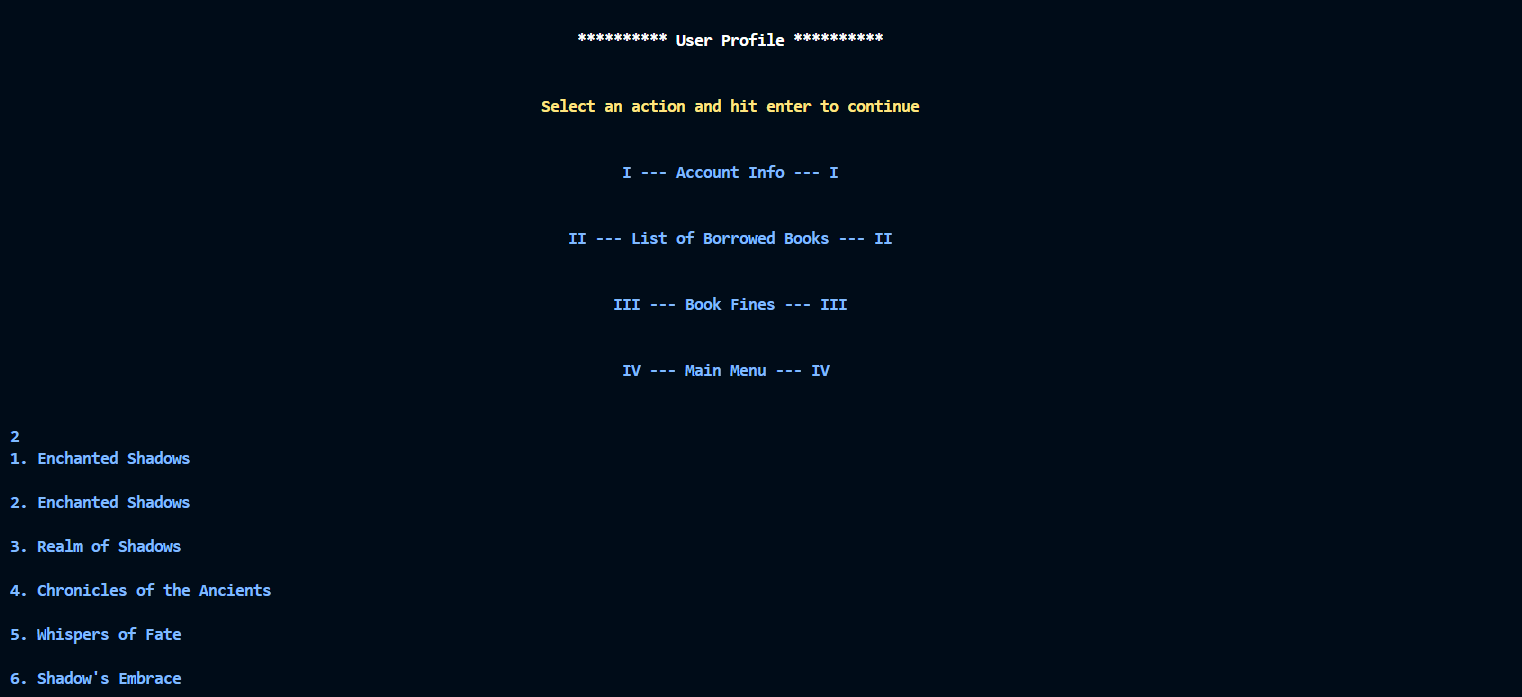 ********** User Profile **********
Select an action and hit enter to continue
I --- Account Info --- I
II --- List of Borrowed Books --- II
III --- Book Fines --- III
IV --- Main Menu --- IV
2
1. Enchanted Shadows
2. Enchanted Shadows
3. Realm of Shadows
4. Chronicles of the Ancients
5. Whispers of Fate
6. Shadow's Embrace